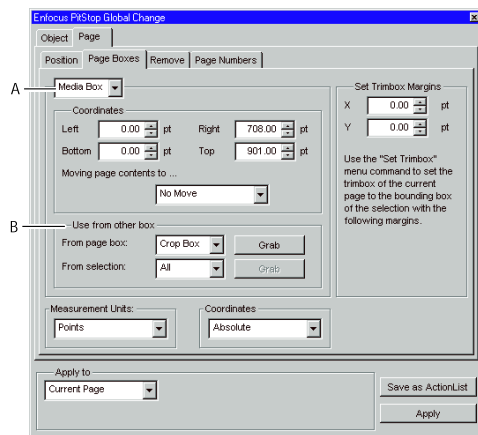 Enfocus PitStop Global Change
Object Page
Position Page Boxes Remove Page Numbers
A
Media Box
Coordinates
Left 0.00 pt Right 708.00 pt
Bottom 0.00 pt Top 901.00 pt
Moving page contents to ...
No Move
B
Use from other box
From page box: Crop Box Grab
From selection: All Grab
Set Trimbox Margins
X 0.00 pt
Y 0.00 pt
Use the "Set Trimbox"
menu command to set the
trimbox of the current
page to the bounding box
of the selection with the
following margins.
Measurement Units:
Points
Coordinates
Absolute
Apply to
Current Page
Save as ActionList
Apply